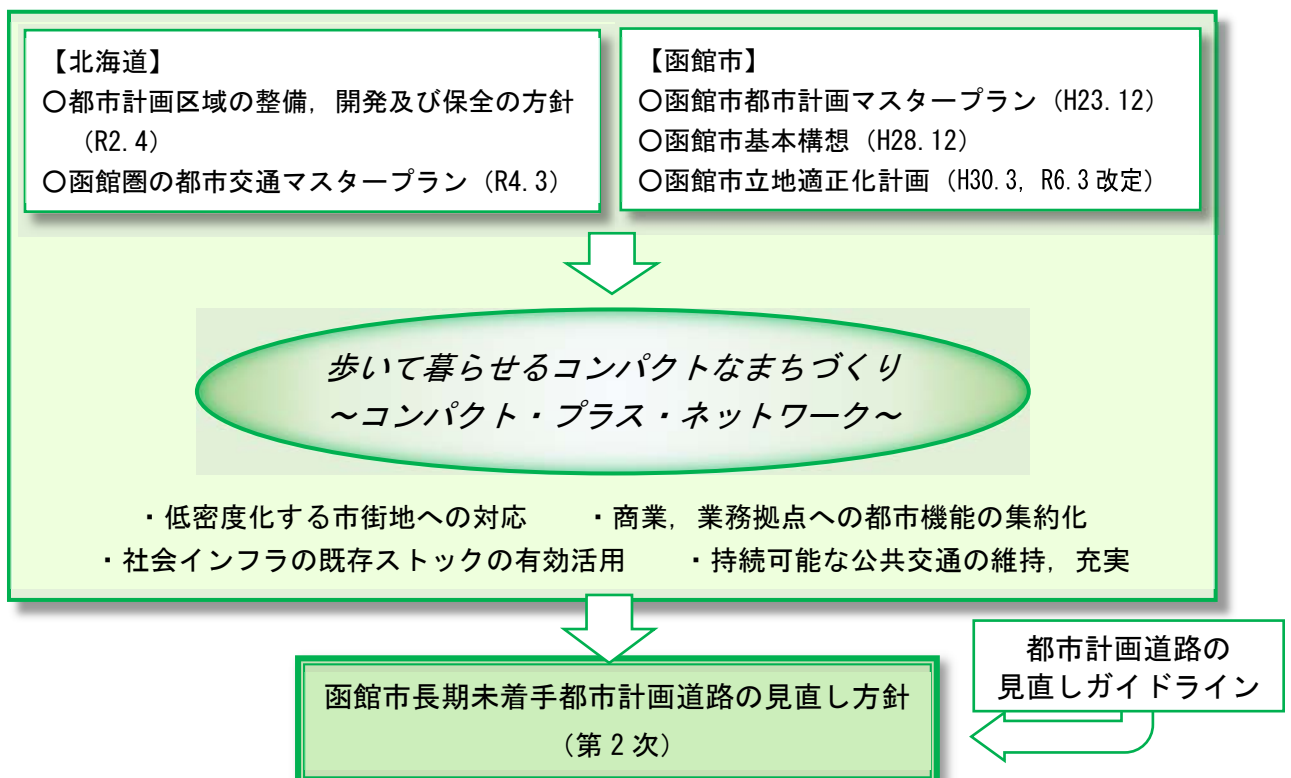 【北海道】
〇都市計画区域の整備，開発及び保全の方針
（R2.4）
〇函館圏の都市交通マスタープラン（R4.3）
【函館市】
〇函館市都市計画マスタープラン（H23.12）
〇函館市基本構想（H28.12）
〇函館市立地適正化計画（H30.3，R6.3改定）
歩いて暮らせるコンパクトなまちづくり
～コンパクト・プラス・ネットワーク～
・低密度化する市街地への対応　・商業，業務拠点への都市機能の集約化
・社会インフラの既存ストックの有効活用　・持続可能な公共交通の維持，充実
都市計画道路の
見直しガイドライン
函館市長期未着手都市計画道路の見直し方針
（第２次）